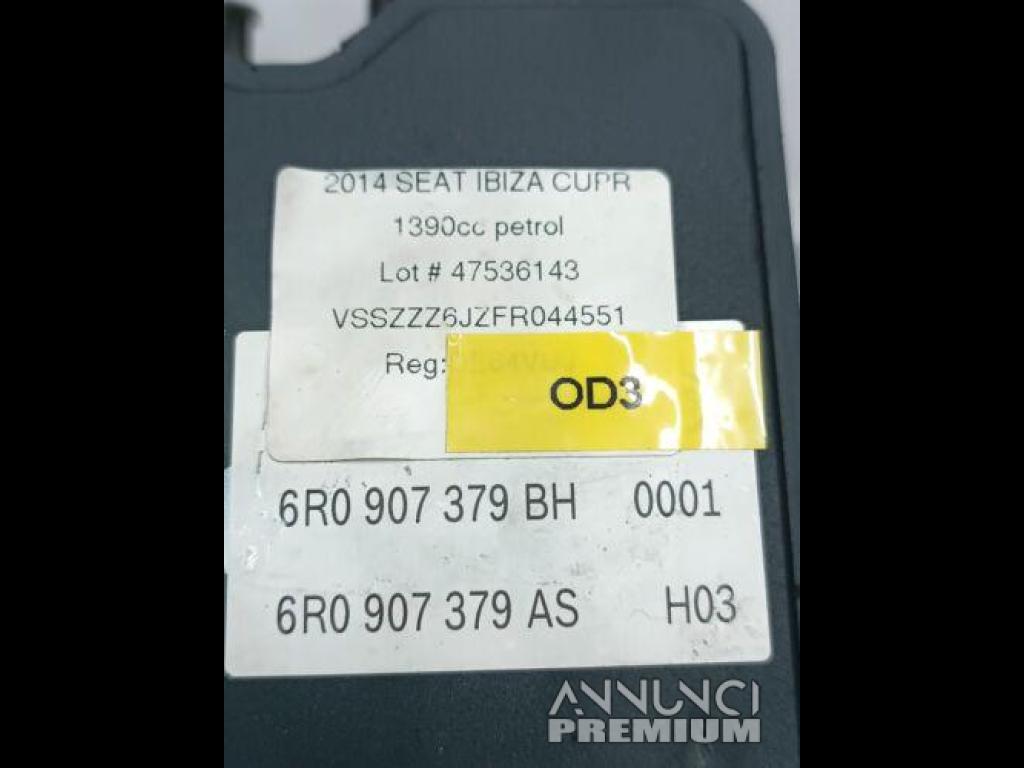 2014 SEAT IBIZA CUPR
1390cc petrol
Lot # 47536143
VSSZZZ6JZFR044551
Reg:
OD3
6R0 907 379 BH 0001
6R0 907 379 AS H03
ANNUNCI
PREMIUM